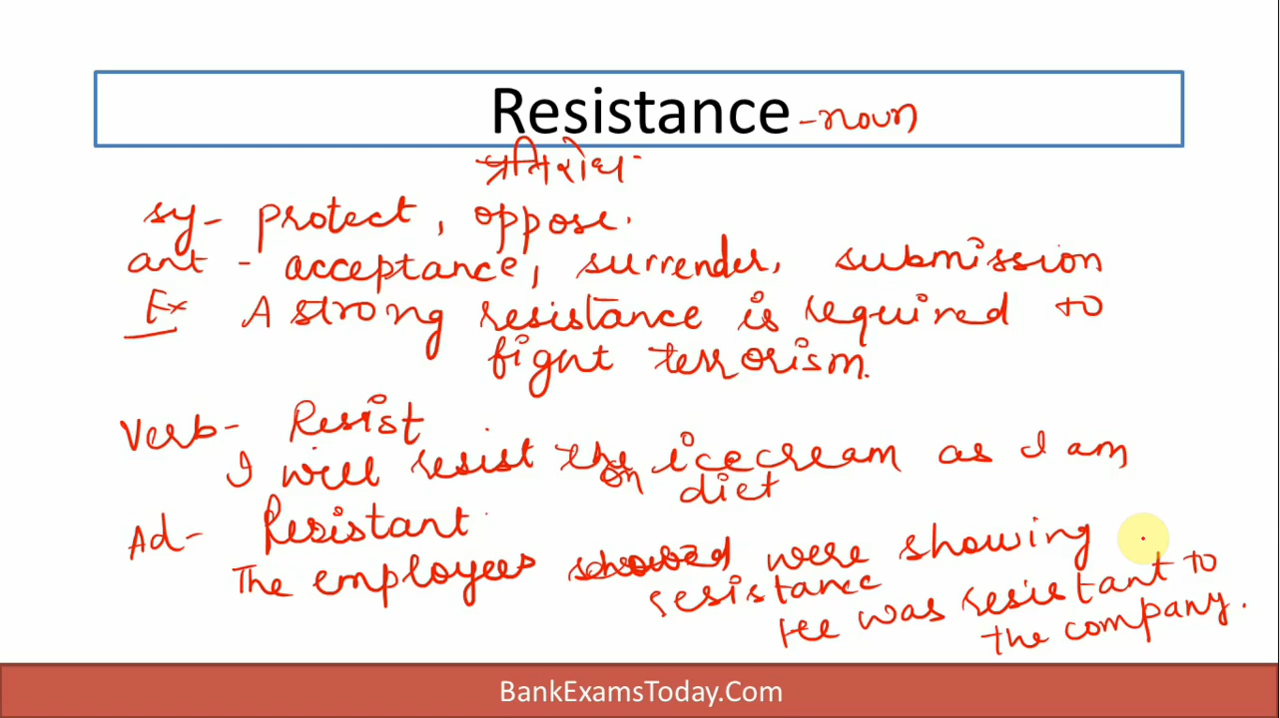 Resistance - noun
प्रतिरोध
sy - protect, oppose.
ant - acceptance, surrender, submission
Ex A strong resistance is required to
fight terrorism.
Verb - Resist
I will resist the icecream as I am
on diet
Ad - Resistant
The employees showed were showing
resistance
He was resistant to
the company.
BankExamsToday.Com